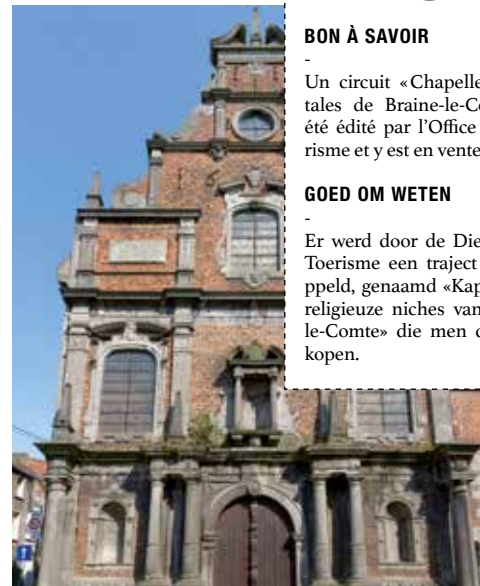 BON À SAVOIR
-
Un circuit «Chapelle
tales de Braine-le-Co
été édité par l'Office
risme et y est en vente
GOED OM WETEN
-
Er werd door de Die
Toerisme een traject
ppeld, genaamd «Kap
religieuze niches van
le-Comte» die men
kopen.